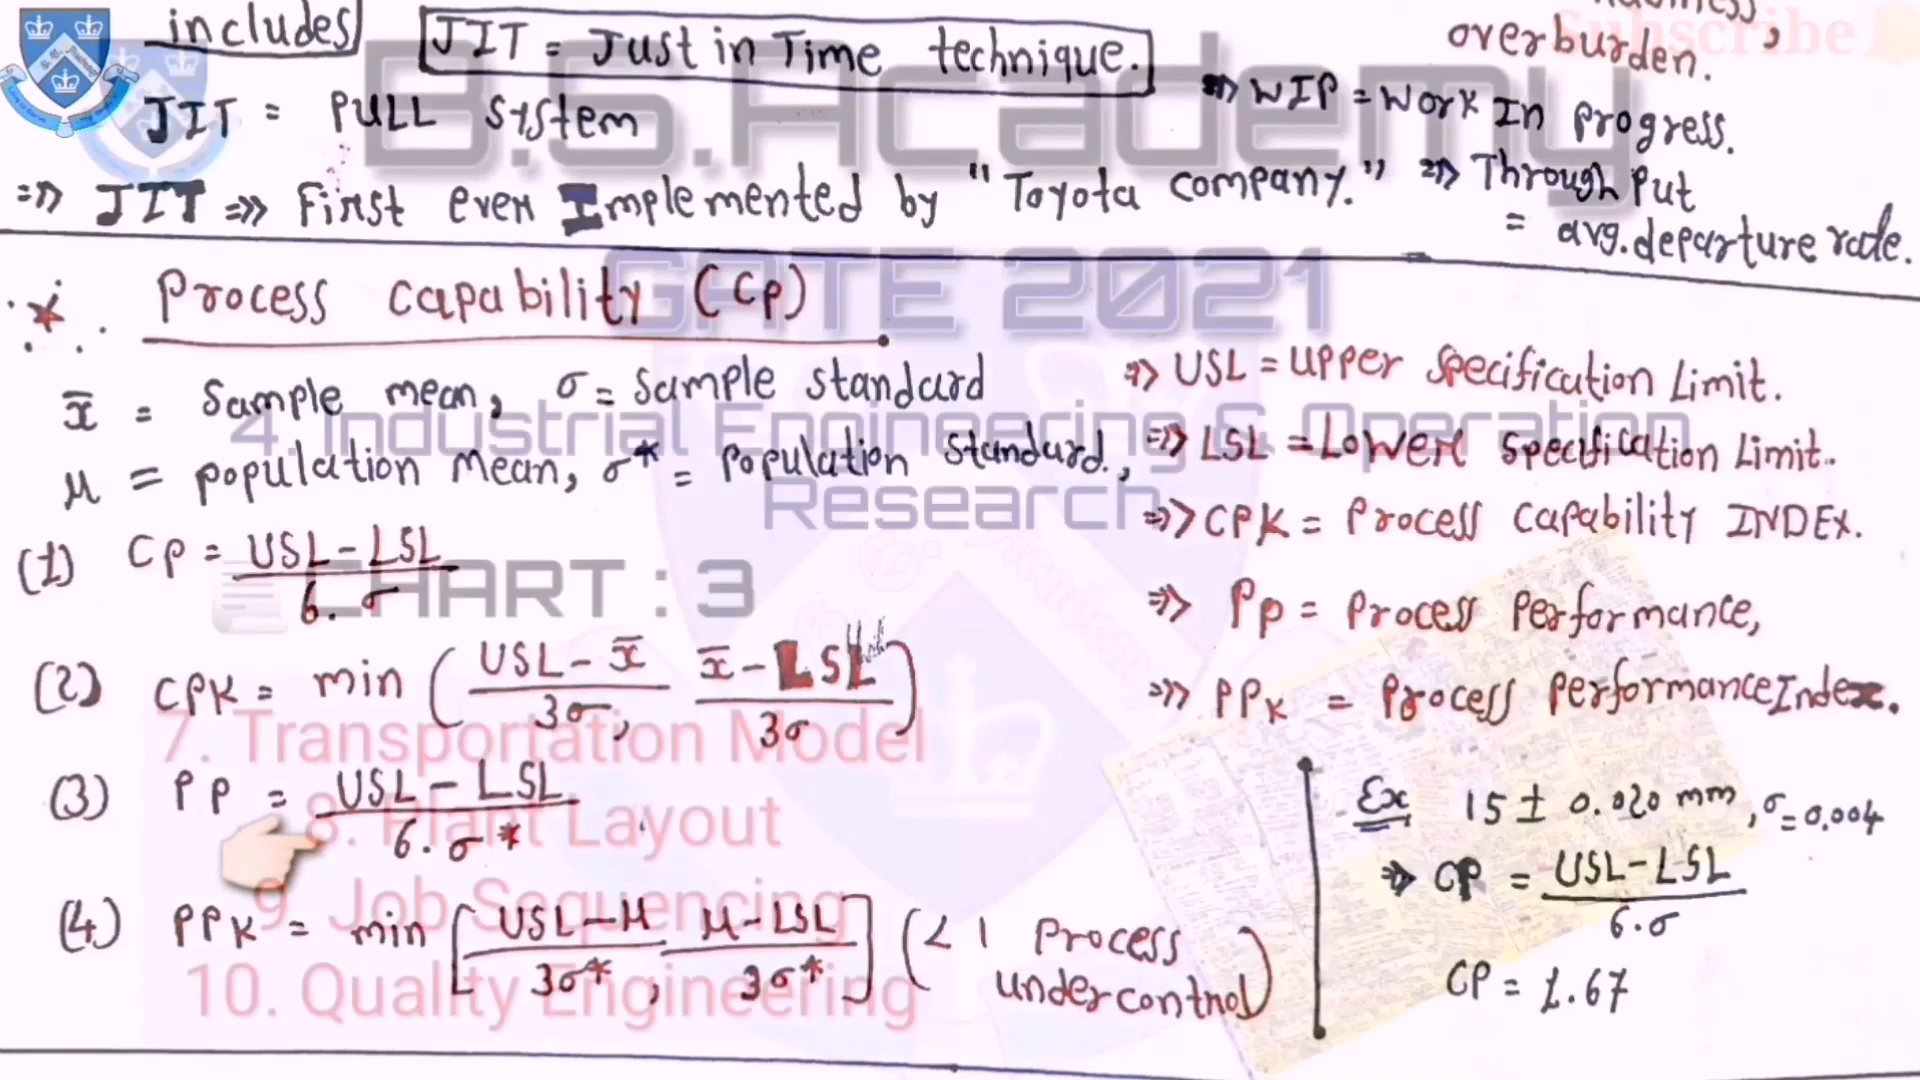 includes
JIT = Just in Time technique.
overburden.
Subscribe
JIT = PULL System
WIP = Work In progress.
⇒ JIT ⇒ First ever Implemented by "Toyota company."
⇒ Through Put
= avg. departure rate.
B.S. Academy
GATE 2021
4. Industrial Engineering & Operation
Research
CHART : 3
* Process Capability (Cp)
x̄ = Sample mean, σ = Sample standard
μ = population Mean, σ* = Population Standard,
(1) Cp = USL - LSL / 6. σ
(2) CPK = min ( USL - x̄ / 3σ, x̄ - LSL / 3σ )
(3) PP = USL - LSL / 6. σ*
(4) PPK = min [ USL - μ / 3σ*, μ - LSL / 3σ* ] (< 1 Process under control)
⇒ USL = Upper Specification Limit.
⇒ LSL = Lower Specification Limit.
⇒ CPK = Process Capability INDEX.
⇒ Pp = Process Performance,
⇒ PPK = Process Performance Index.
Ex 15 ± 0.020 mm, σ = 0.004
⇒ CP = USL - LSL / 6.σ
CP = 1.67
7. Transportation Model
8. Plant Layout
9. Job Sequencing
10. Quality Engineering